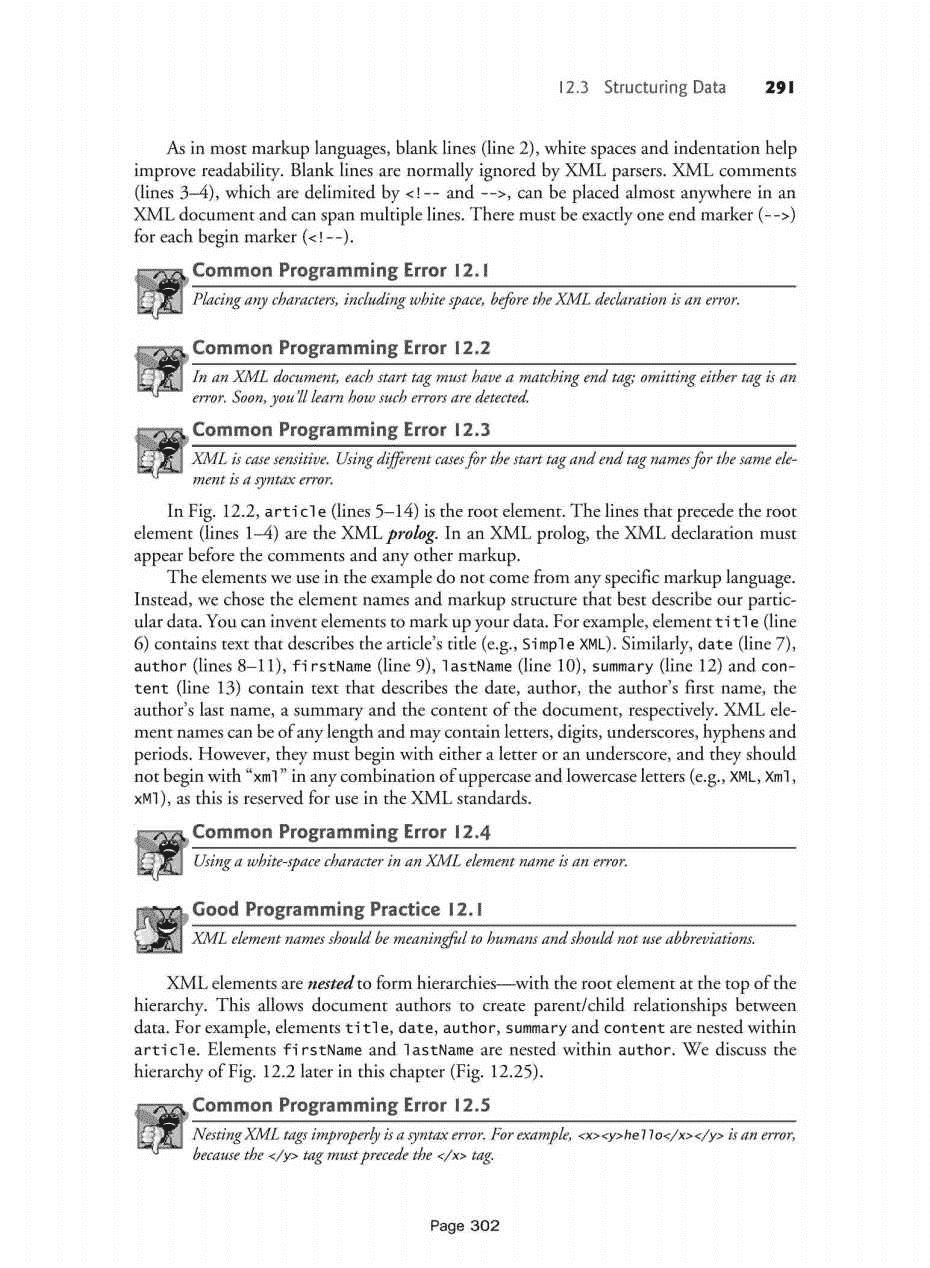 12.3 Structuring Data 291
As in most markup languages, blank lines (line 2), white spaces and indentation help
improve readability. Blank lines are normally ignored by XML parsers. XML comments
(lines 3–4), which are delimited by <!-- and -->, can be placed almost anywhere in an
XML document and can span multiple lines. There must be exactly one end marker (-->)
for each begin marker (<!--).
Common Programming Error 12.1
Placing any characters, including white space, before the XML declaration is an error.
Common Programming Error 12.2
In an XML document, each start tag must have a matching end tag; omitting either tag is an
error. Soon, you'll learn how such errors are detected.
Common Programming Error 12.3
XML is case sensitive. Using different cases for the start tag and end tag names for the same ele-
ment is a syntax error.
In Fig. 12.2, article (lines 5–14) is the root element. The lines that precede the root
element (lines 1–4) are the XML prolog. In an XML prolog, the XML declaration must
appear before the comments and any other markup.
The elements we use in the example do not come from any specific markup language.
Instead, we chose the element names and markup structure that best describe our partic-
ular data. You can invent elements to mark up your data. For example, element title (line
6) contains text that describes the article's title (e.g., Simple XML). Similarly, date (line 7),
author (lines 8–11), firstName (line 9), lastName (line 10), summary (line 12) and con-
tent (line 13) contain text that describes the date, author, the author's first name, the
author's last name, a summary and the content of the document, respectively. XML ele-
ment names can be of any length and may contain letters, digits, underscores, hyphens and
periods. However, they must begin with either a letter or an underscore, and they should
not begin with “xml” in any combination of uppercase and lowercase letters (e.g., XML, Xml,
xMl), as this is reserved for use in the XML standards.
Common Programming Error 12.4
Using a white-space character in an XML element name is an error.
Good Programming Practice 12.1
XML element names should be meaningful to humans and should not use abbreviations.
XML elements are nested to form hierarchies—with the root element at the top of the
hierarchy. This allows document authors to create parent/child relationships between
data. For example, elements title, date, author, summary and content are nested within
article. Elements firstName and lastName are nested within author. We discuss the
hierarchy of Fig. 12.2 later in this chapter (Fig. 12.25).
Common Programming Error 12.5
Nesting XML tags improperly is a syntax error. For example, <x><y>hello</x></y> is an error,
because the </y> tag must precede the </x> tag.
Page 302